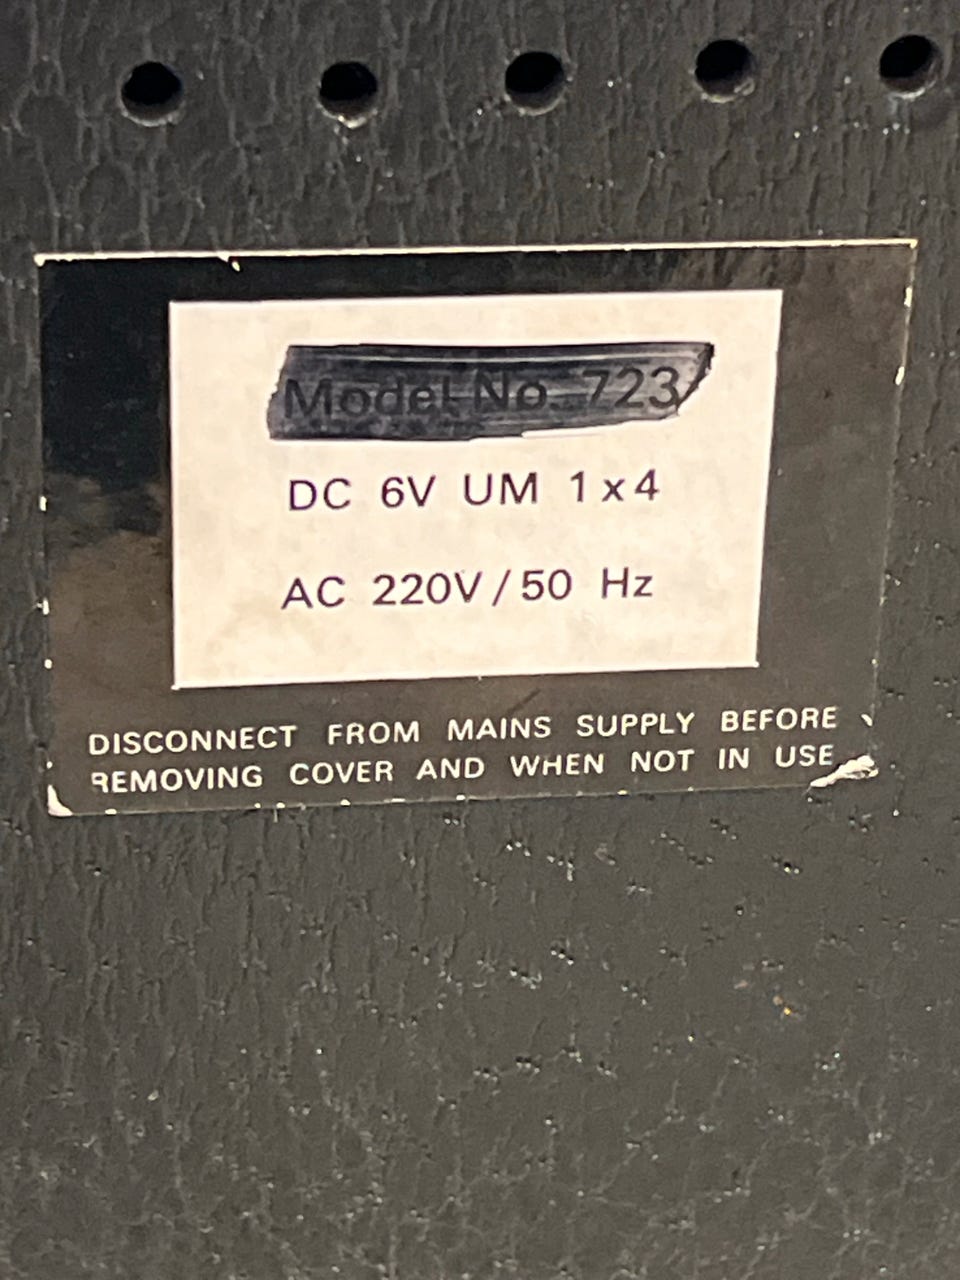 Model No. 723
DC 6V UM 1x4
AC 220V/50 Hz
DISCONNECT FROM MAINS SUPPLY BEFORE
REMOVING COVER AND WHEN NOT IN USE